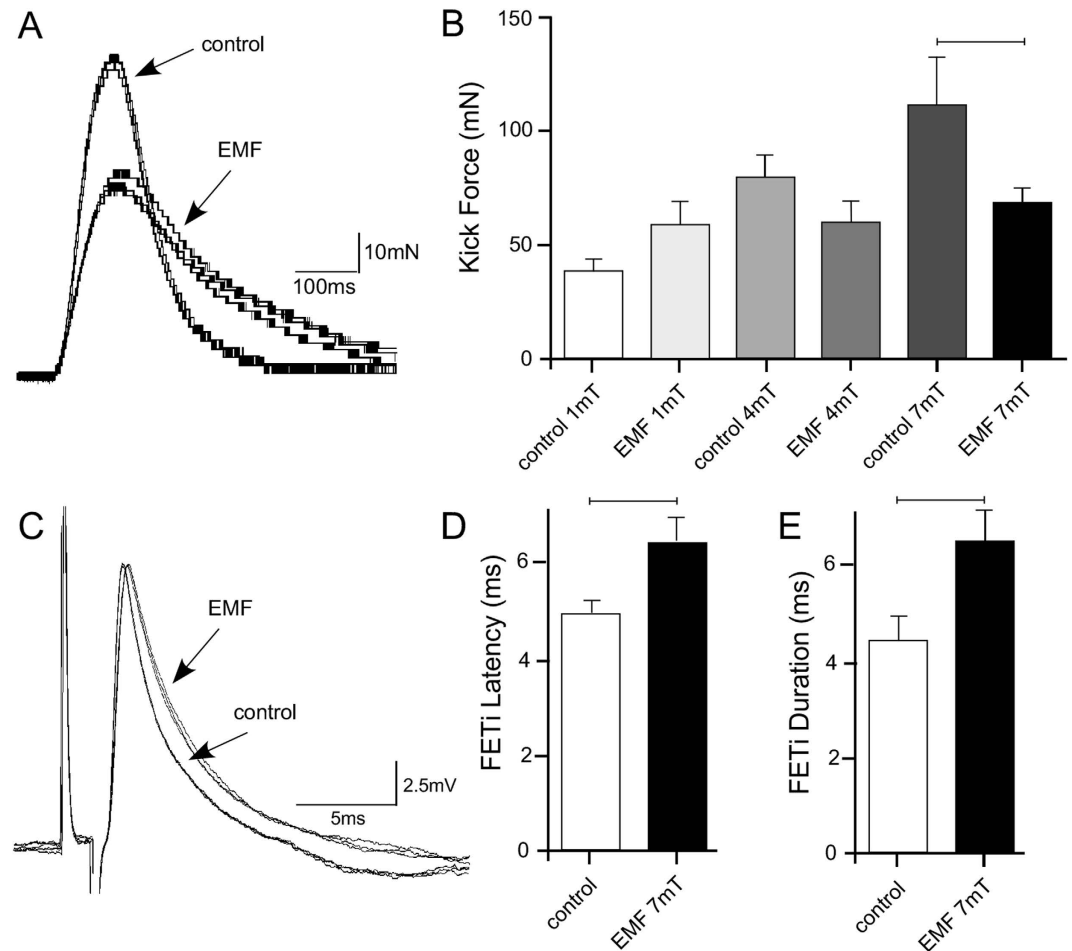 A
control
EMF
10mN
100ms
B
Kick Force (mN)
150
100
50
0
control 1mT
EMF 1mT
control 4mT
EMF 4mT
control 7mT
EMF 7mT
C
EMF
control
2.5mV
5ms
D
FETi Latency (ms)
6
4
2
0
control
EMF 7mT
E
FETi Duration (ms)
6
4
2
0
control
EMF 7mT